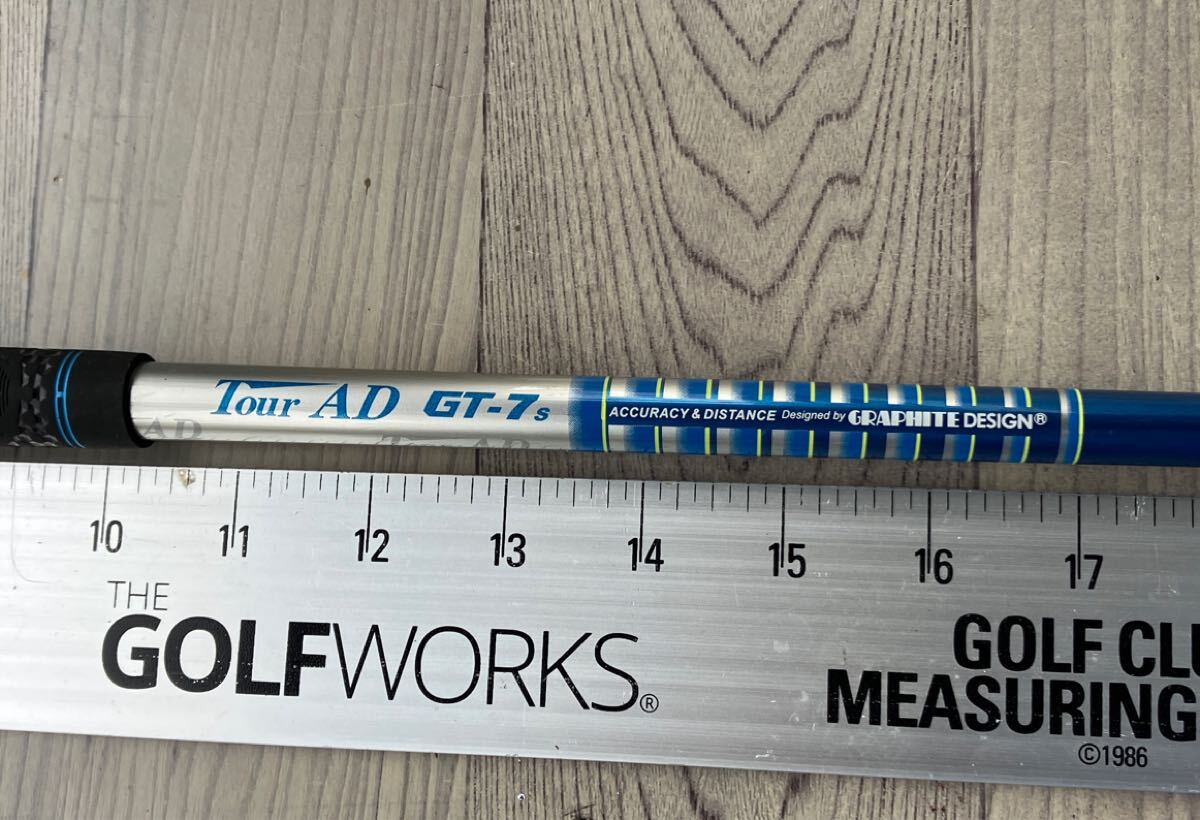 Tour AD GT-7s
ACCURACY & DISTANCE Designed by GRAPHITE DESIGN®
10 11 12 13 14 15 16 17
THE
GOLFWORKS®
GOLF CLU
MEASURING
©1986